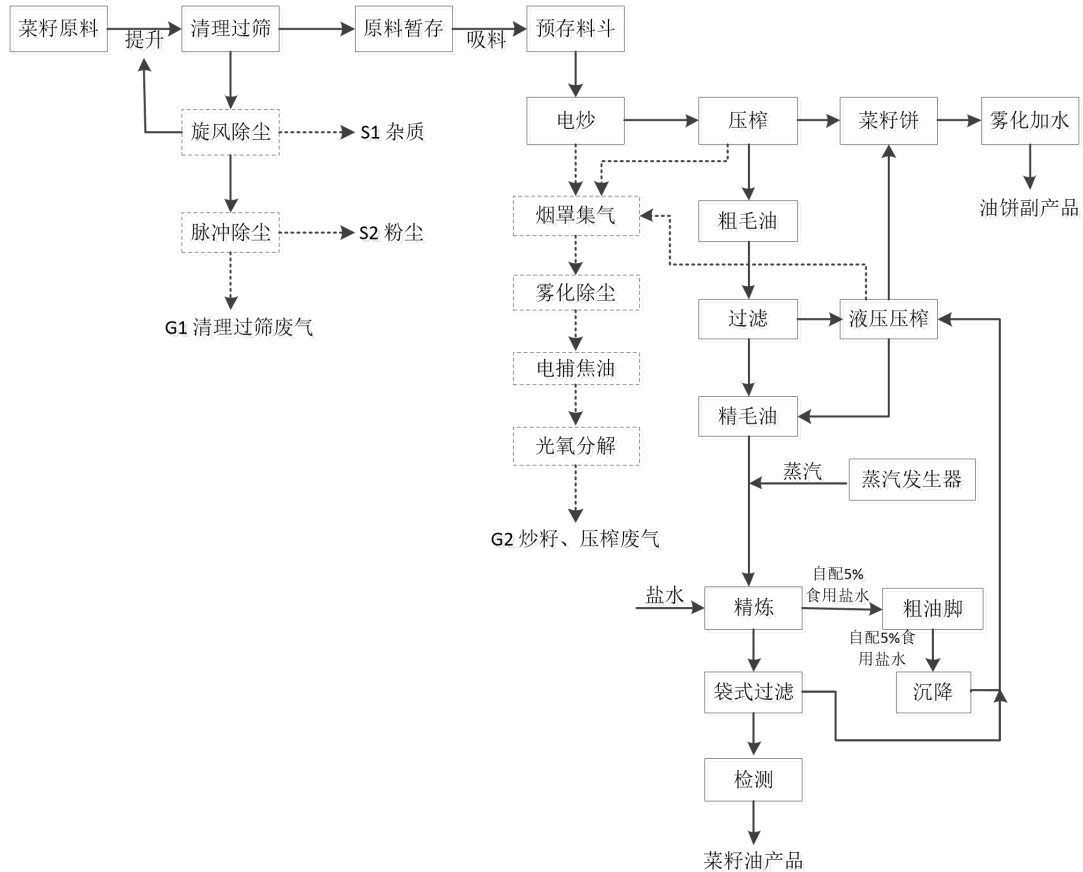 菜籽原料
提升
清理过筛
原料暂存
吸料
预存料斗
旋风除尘
S1 杂质
电炒
压榨
菜籽饼
雾化加水
脉冲除尘
S2 粉尘
烟罩集气
粗毛油
油饼副产品
G1 清理过筛废气
雾化除尘
过滤
液压压榨
电捕焦油
精毛油
光氧分解
蒸汽
蒸汽发生器
G2 炒籽、压榨废气
盐水
精炼
自配5%
食用盐水
粗油脚
自配5%食
用盐水
袋式过滤
沉降
检测
菜籽油产品